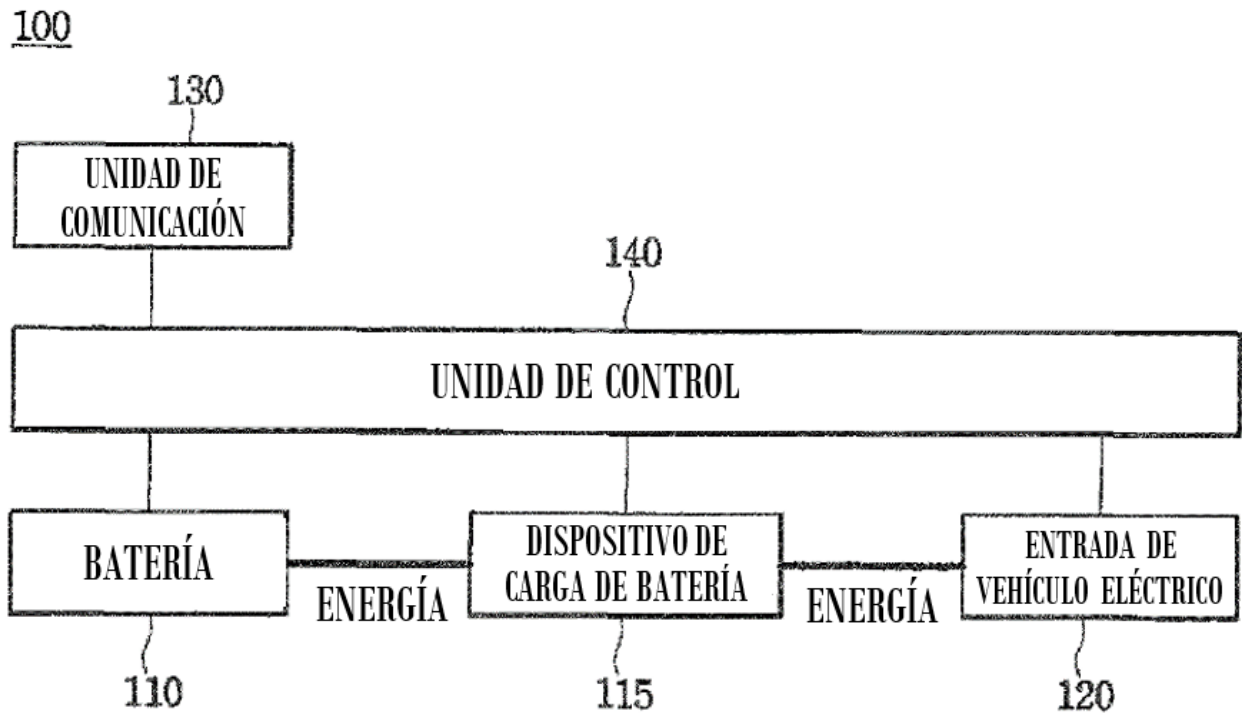 100
130
UNIDAD DE
COMUNICACIÓN
140
UNIDAD DE CONTROL
BATERÍA
ENERGÍA
DISPOSITIVO DE
CARGA DE BATERÍA
ENERGÍA
ENTRADA DE
VEHÍCULO ELÉCTRICO
110
115
120